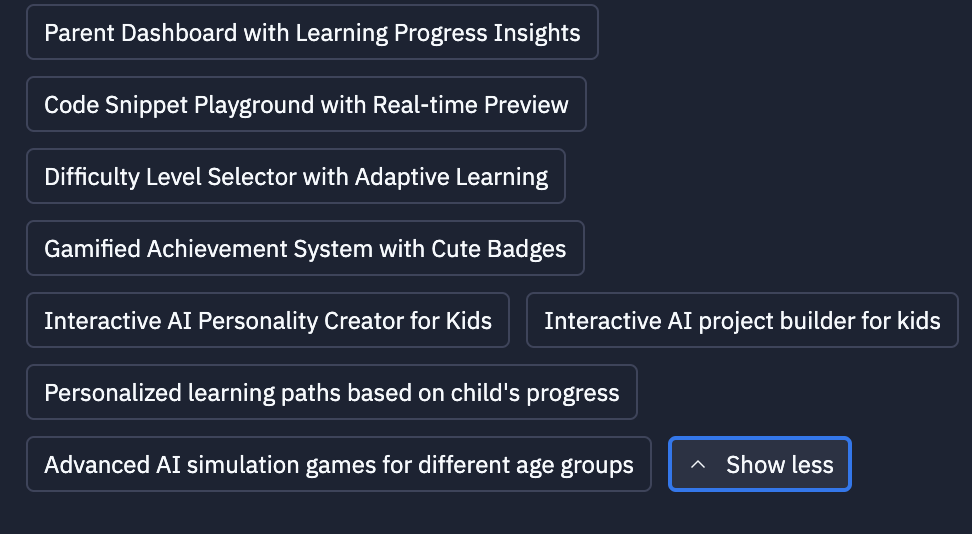 Parent Dashboard with Learning Progress Insights
Code Snippet Playground with Real-time Preview
Difficulty Level Selector with Adaptive Learning
Gamified Achievement System with Cute Badges
Interactive AI Personality Creator for Kids
Interactive AI project builder for kids
Personalized learning paths based on child's progress
Advanced AI simulation games for different age groups
Show less